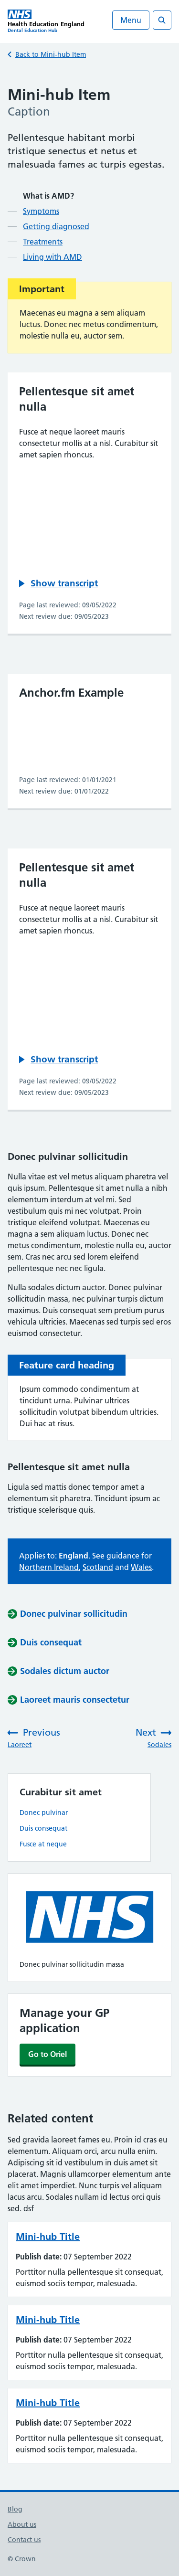 NHS
Health Education England
Dental Education Hub
Menu
Back to Mini-hub Item
Mini-hub Item
Caption
Pellentesque habitant morbi
tristique senectus et netus et
malesuada fames ac turpis egestas.
What is AMD?
Symptoms
Getting diagnosed
Treatments
Living with AMD
Important
Maecenas eu magna a sem aliquam
luctus. Donec nec metus condimentum,
molestie nulla eu, auctor sem.
Pellentesque sit amet
nulla
Fusce at neque laoreet mauris
consectetur mollis at a nisl. Curabitur sit
amet sapien rhoncus.
Show transcript
Page last reviewed: 09/05/2022
Next review due: 09/05/2023
Anchor.fm Example
Page last reviewed: 01/01/2021
Next review due: 01/01/2022
Pellentesque sit amet
nulla
Fusce at neque laoreet mauris
consectetur mollis at a nisl. Curabitur sit
amet sapien rhoncus.
Show transcript
Page last reviewed: 09/05/2022
Next review due: 09/05/2023
Donec pulvinar sollicitudin
Nulla vitae est vel metus aliquam pharetra vel
quis ipsum. Pellentesque sit amet nulla a nibh
elementum interdum at vel mi. Sed
vestibulum quis mi nec volutpat. Proin
tristique eleifend volutpat. Maecenas eu
magna a sem aliquam luctus. Donec nec
metus condimentum, molestie nulla eu, auctor
sem. Cras nec arcu sed lorem eleifend
pellentesque nec nec ligula.
Nulla sodales dictum auctor. Donec pulvinar
sollicitudin massa, nec pulvinar turpis dictum
maximus. Duis consequat sem pretium purus
vehicula ultricies. Maecenas sed turpis sed eros
euismod consectetur.
Feature card heading
Ipsum commodo condimentum at
tincidunt urna. Pulvinar ultrices
sollicitudin volutpat bibendum ultricies.
Dui hac at risus.
Pellentesque sit amet nulla
Ligula sed mattis donec tempor amet a
elementum sit pharetra. Tincidunt ipsum ac
tristique scelerisque quis.
Applies to: England. See guidance for
Northern Ireland, Scotland and Wales.
Donec pulvinar sollicitudin
Duis consequat
Sodales dictum auctor
Laoreet mauris consectetur
Previous
Laoreet
Next
Sodales
Curabitur sit amet
Donec pulvinar
Duis consequat
Fusce at neque
NHS
Donec pulvinar sollicitudin massa
Manage your GP
application
Go to Oriel
Related content
Sed gravida laoreet fames eu. Proin id cras eu
elementum. Aliquam orci, arcu nulla enim.
Adipiscing sit id vestibulum in duis amet sit
placerat. Magnis ullamcorper elementum ante
elit amet imperdiet. Nunc turpis vel aliquam
lacus ut. Sodales nullam id lectus orci quis
sed. dsf
Mini-hub Title
Publish date: 07 September 2022
Porttitor nulla pellentesque sit consequat,
euismod sociis tempor, malesuada.
Mini-hub Title
Publish date: 07 September 2022
Porttitor nulla pellentesque sit consequat,
euismod sociis tempor, malesuada.
Mini-hub Title
Publish date: 07 September 2022
Porttitor nulla pellentesque sit consequat,
euismod sociis tempor, malesuada.
Blog
About us
Contact us
© Crown